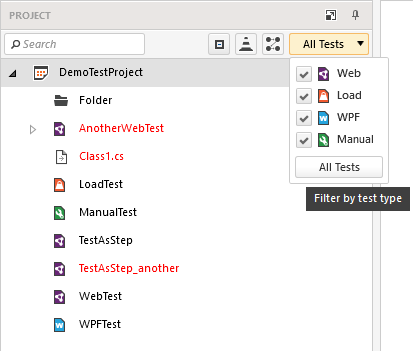 PROJECT
Search
All Tests
DemoTestProject
Folder
AnotherWebTest
Class1.cs
LoadTest
ManualTest
TestAsStep
TestAsStep_another
WebTest
WPFTest
Web
Load
WPF
Manual
All Tests
Filter by test type